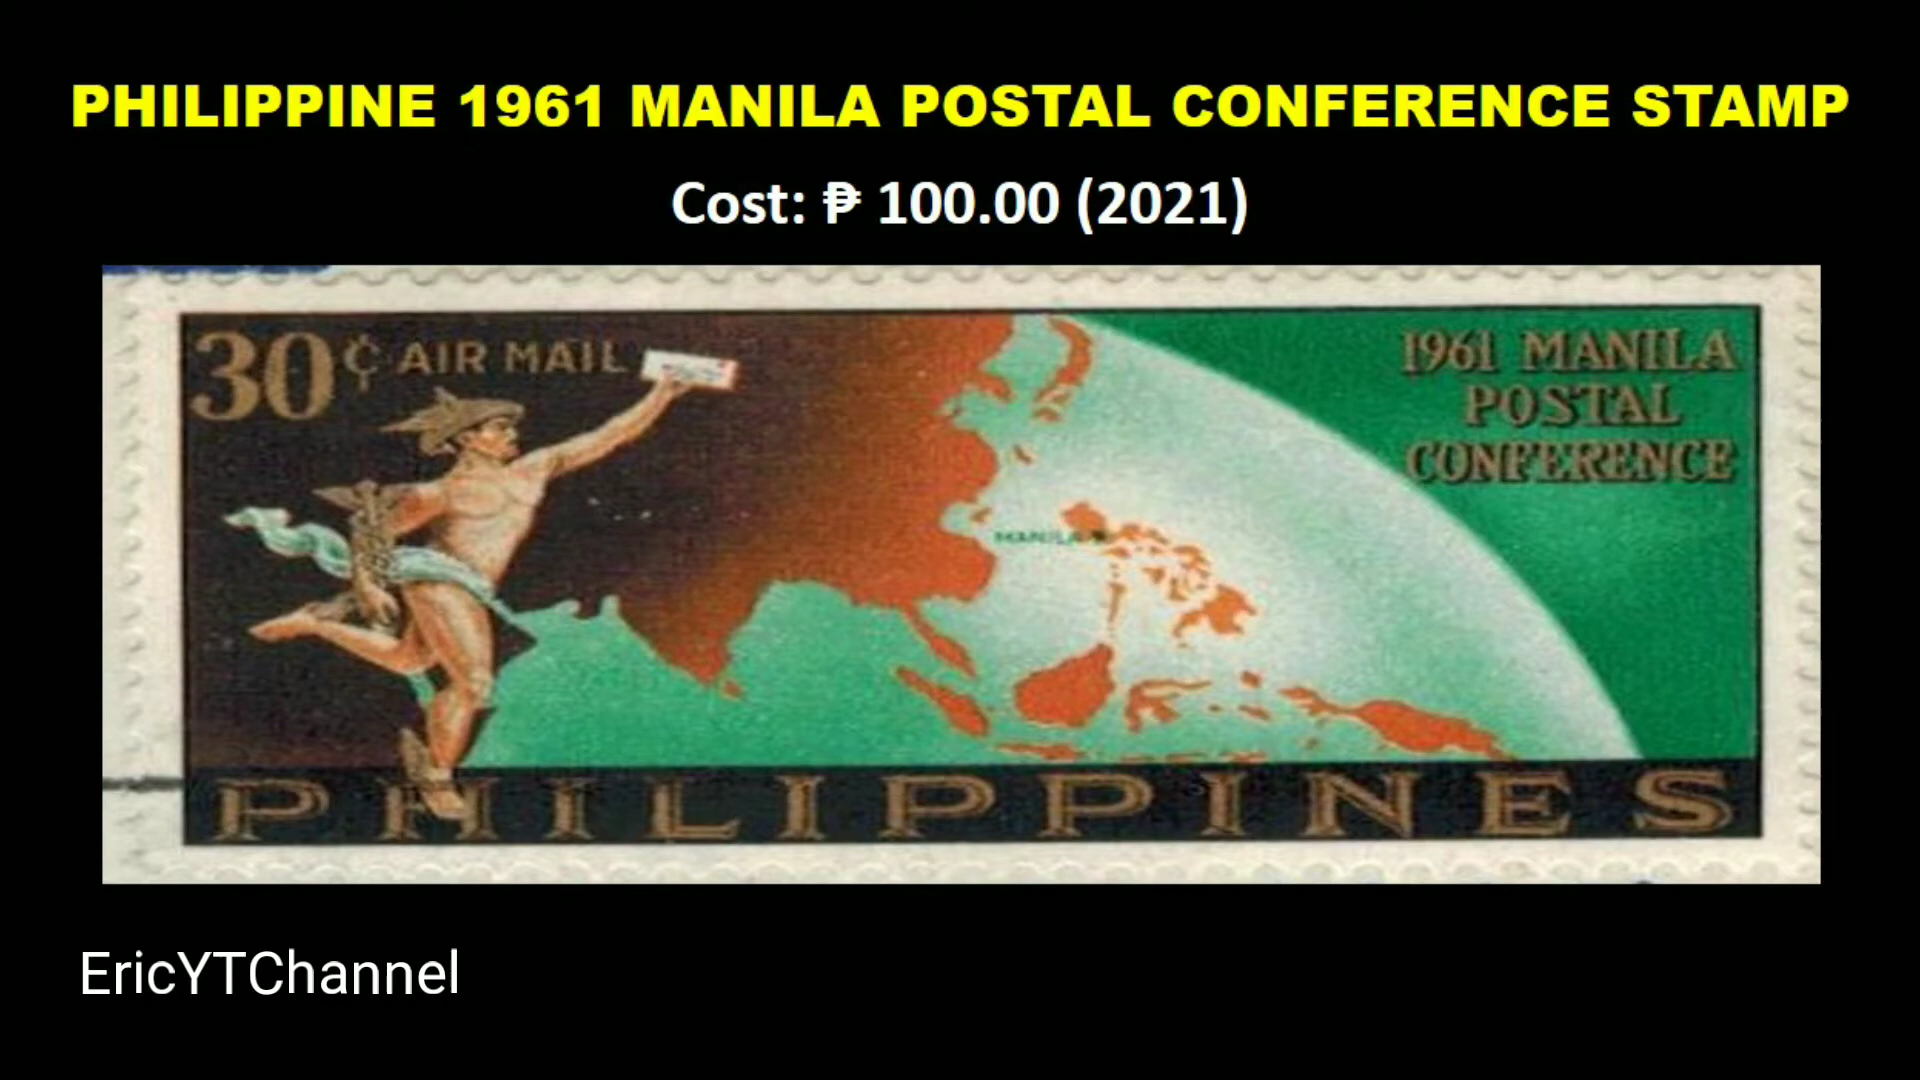 PHILIPPINE 1961 MANILA POSTAL CONFERENCE STAMP
Cost: ₱ 100.00 (2021)
30¢ AIR MAIL
1961 MANILA
POSTAL
CONFERENCE
MANILA
PHILIPPINES
EricYTChannel